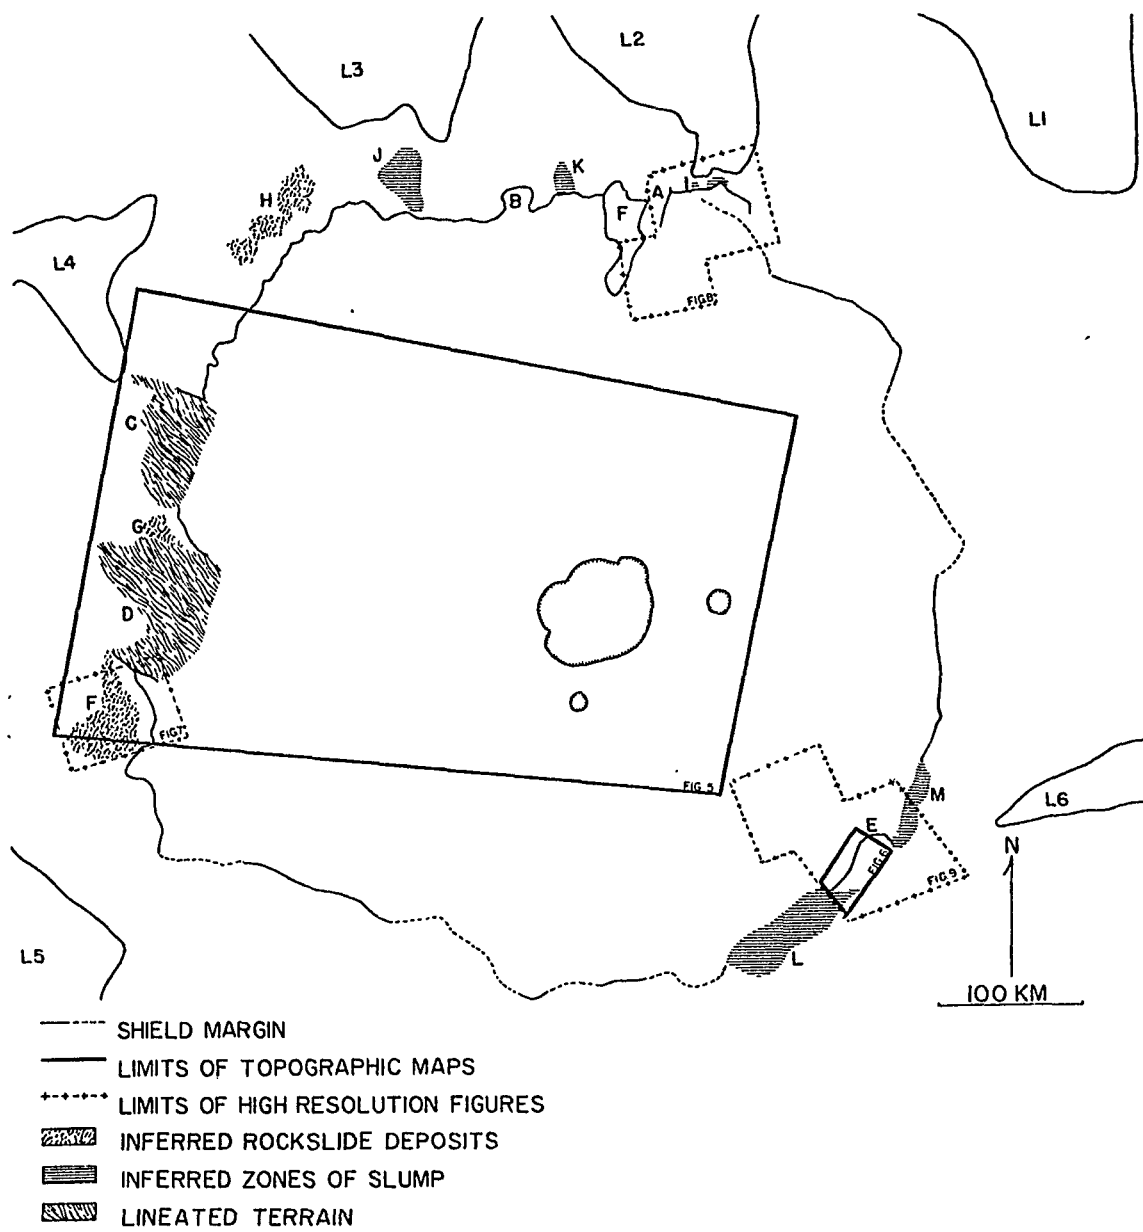 L3
L2
L1
J
K
A
I
H
B
F
L4
FIG.8
C
G
D
F
FIG.7
FIG. 5
M
L6
E
N
FIG.6
FIG.9
L5
L
100 KM
SHIELD MARGIN
LIMITS OF TOPOGRAPHIC MAPS
LIMITS OF HIGH RESOLUTION FIGURES
INFERRED ROCKSLIDE DEPOSITS
INFERRED ZONES OF SLUMP
LINEATED TERRAIN